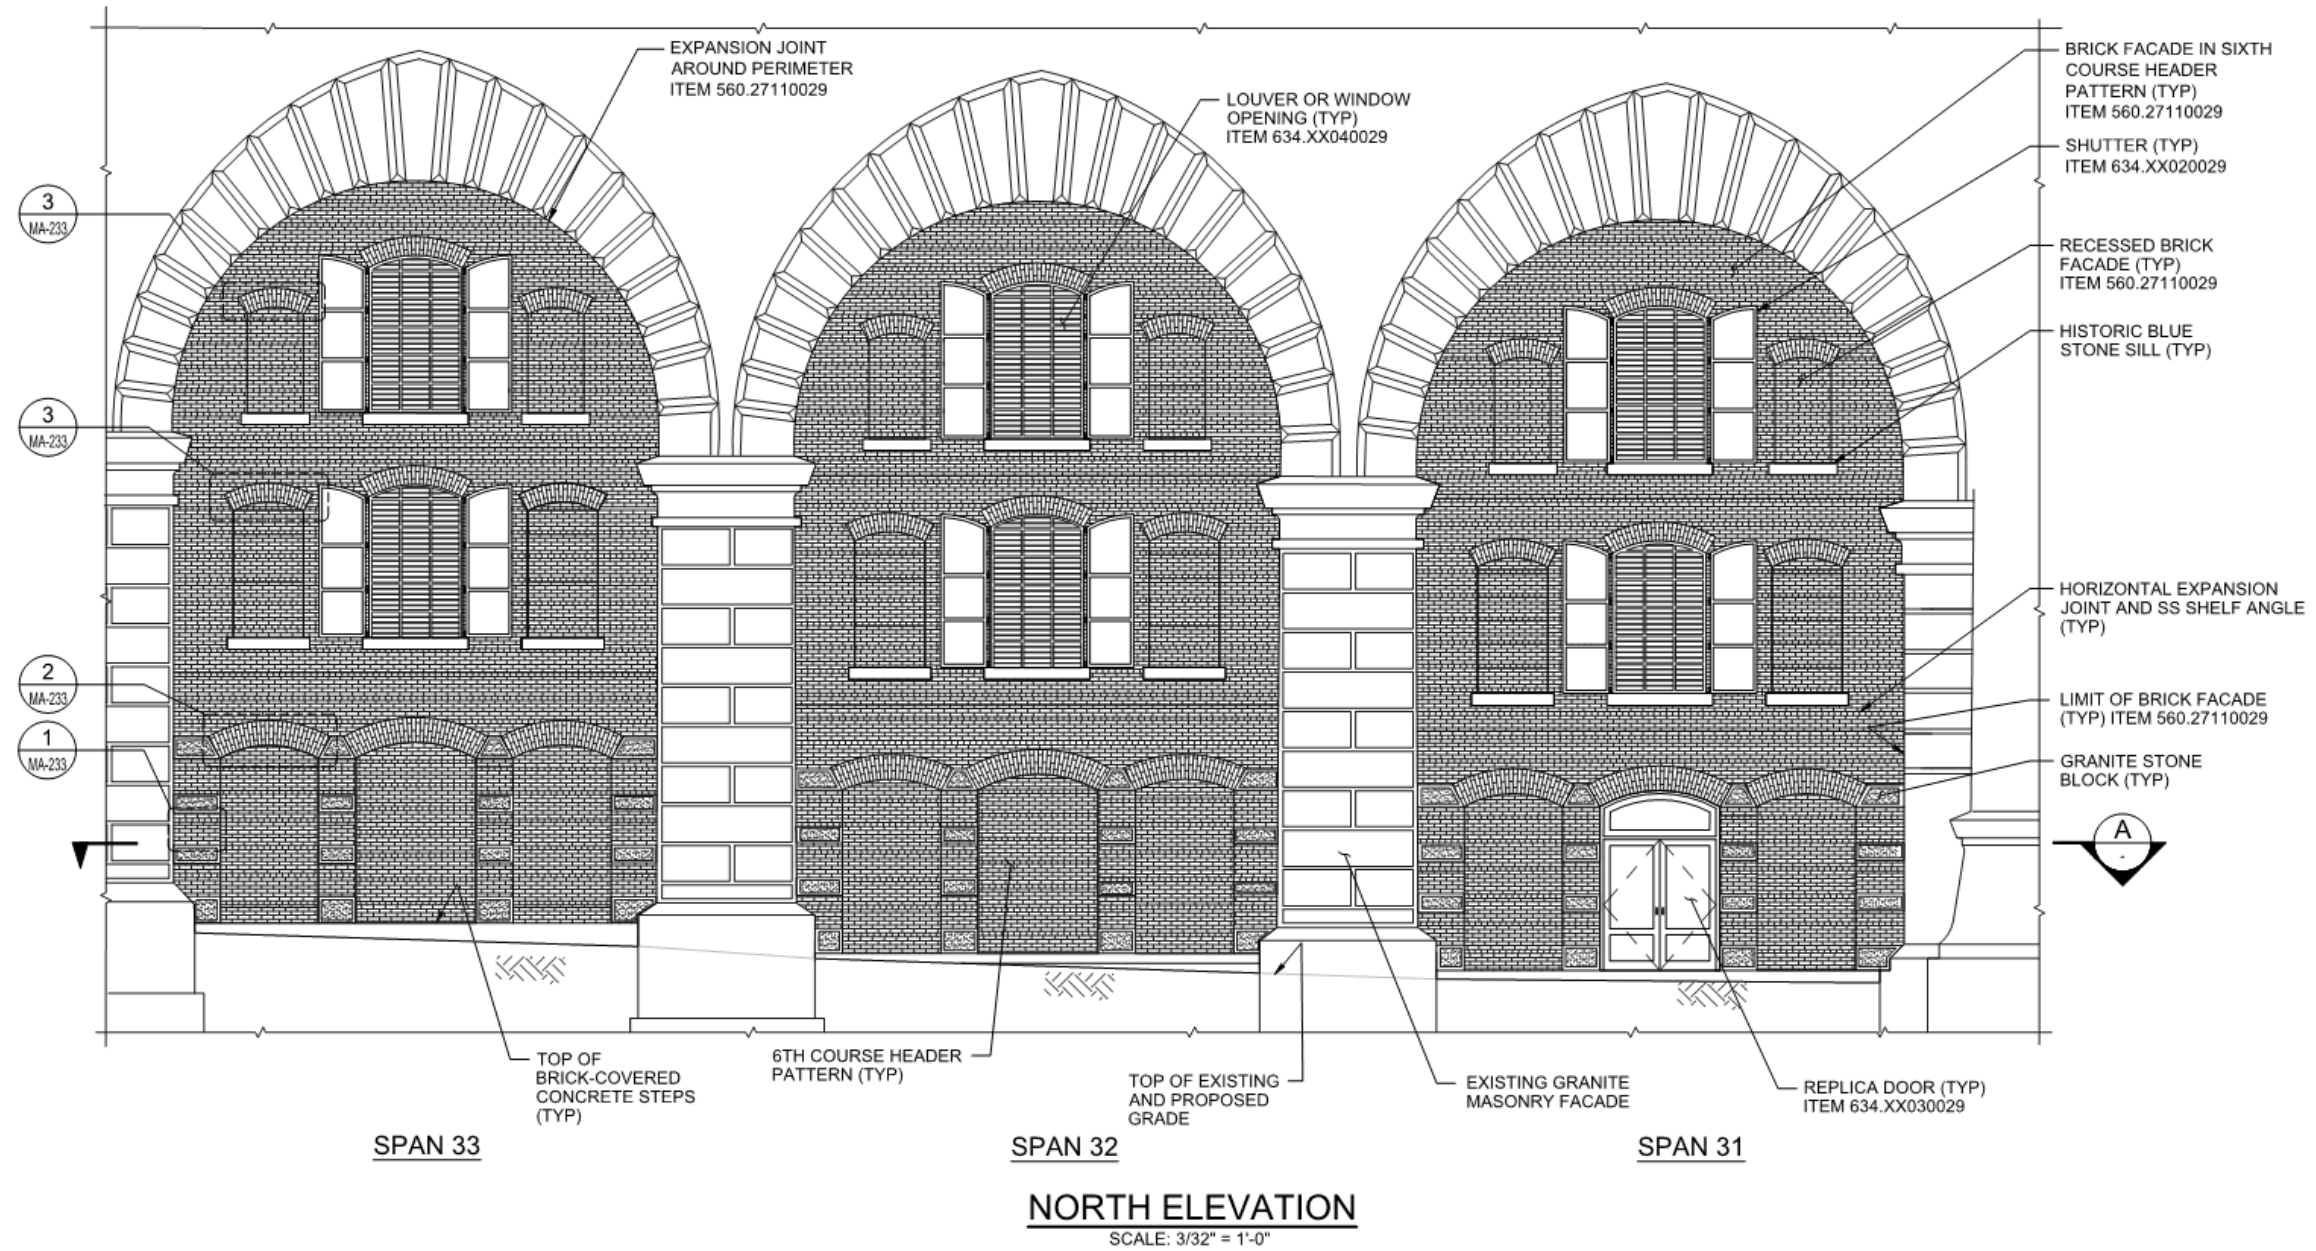 EXPANSION JOINT
AROUND PERIMETER
ITEM 560.27110029
LOUVER OR WINDOW
OPENING (TYP)
ITEM 634.XX040029
BRICK FACADE IN SIXTH
COURSE HEADER
PATTERN (TYP)
ITEM 560.27110029
SHUTTER (TYP)
ITEM 634.XX020029
RECESSED BRICK
FACADE (TYP)
ITEM 560.27110029
HISTORIC BLUE
STONE SILL (TYP)
HORIZONTAL EXPANSION
JOINT AND SS SHELF ANGLE
(TYP)
LIMIT OF BRICK FACADE
(TYP) ITEM 560.27110029
GRANITE STONE
BLOCK (TYP)
A
-
3
MA-233
3
MA-233
2
MA-233
1
MA-233
TOP OF
BRICK-COVERED
CONCRETE STEPS
(TYP)
6TH COURSE HEADER
PATTERN (TYP)
TOP OF EXISTING
AND PROPOSED
GRADE
EXISTING GRANITE
MASONRY FACADE
REPLICA DOOR (TYP)
ITEM 634.XX030029
SPAN 33
SPAN 32
SPAN 31
NORTH ELEVATION
SCALE: 3/32" = 1'-0"